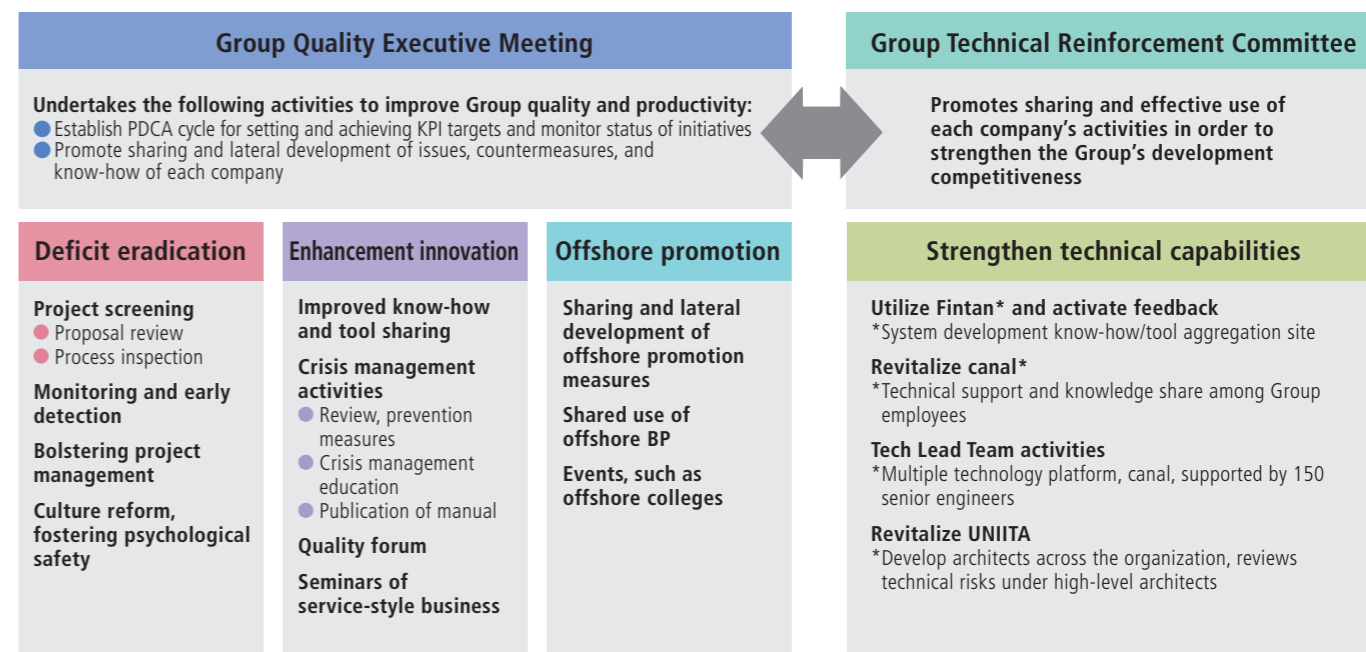 Group Quality Executive Meeting
Undertakes the following activities to improve Group quality and productivity:
● Establish PDCA cycle for setting and achieving KPI targets and monitor status of initiatives
● Promote sharing and lateral development of issues, countermeasures, and
know-how of each company
Group Technical Reinforcement Committee
Promotes sharing and effective use of
each company's activities in order to
strengthen the Group's development
competitiveness
Deficit eradication
Project screening
● Proposal review
● Process inspection
Monitoring and early
detection
Bolstering project
management
Culture reform,
fostering psychological
safety
Enhancement innovation
Improved know-how
and tool sharing
Crisis management
activities
● Review, prevention
measures
● Crisis management
education
● Publication of manual
Quality forum
Seminars of
service-style business
Offshore promotion
Sharing and lateral
development of
offshore promotion
measures
Shared use of
offshore BP
Events, such as
offshore colleges
Strengthen technical capabilities
Utilize Fintan* and activate feedback
*System development know-how/tool aggregation site
Revitalize canal*
*Technical support and knowledge share among Group
employees
Tech Lead Team activities
*Multiple technology platform, canal, supported by 150
senior engineers
Revitalize UNIITA
*Develop architects across the organization, reviews
technical risks under high-level architects